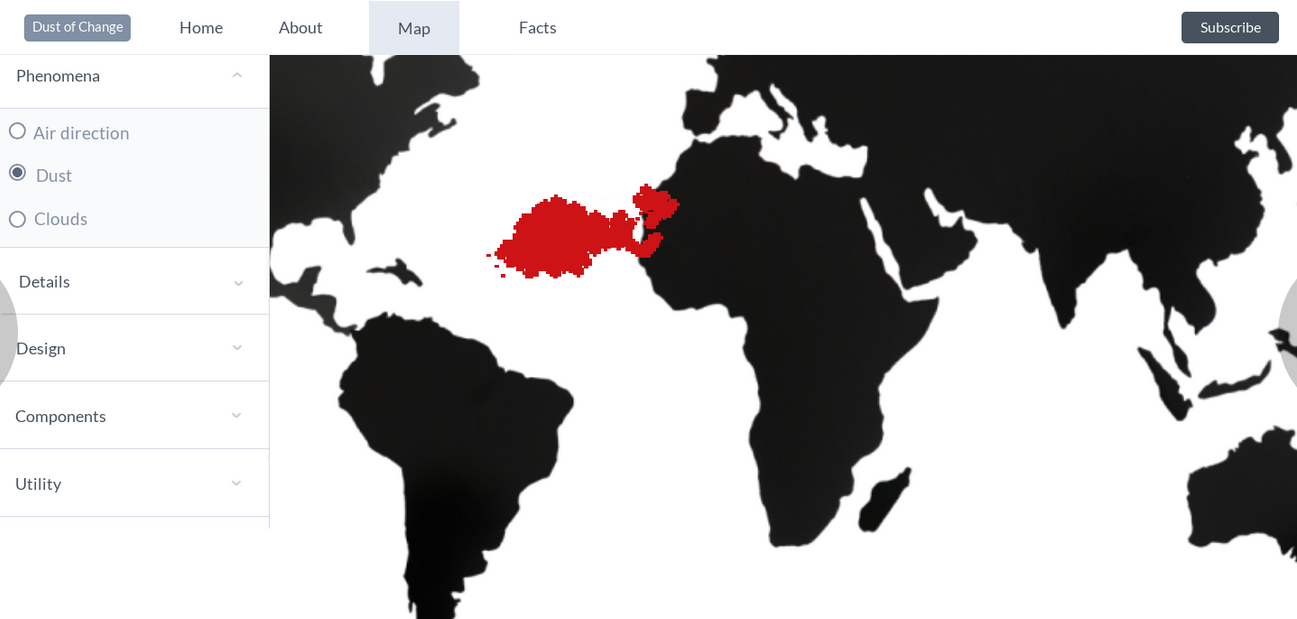 Dust of Change
Home
About
Map
Facts
Subscribe
Phenomena
Air direction
Dust
Clouds
Details
Design
Components
Utility